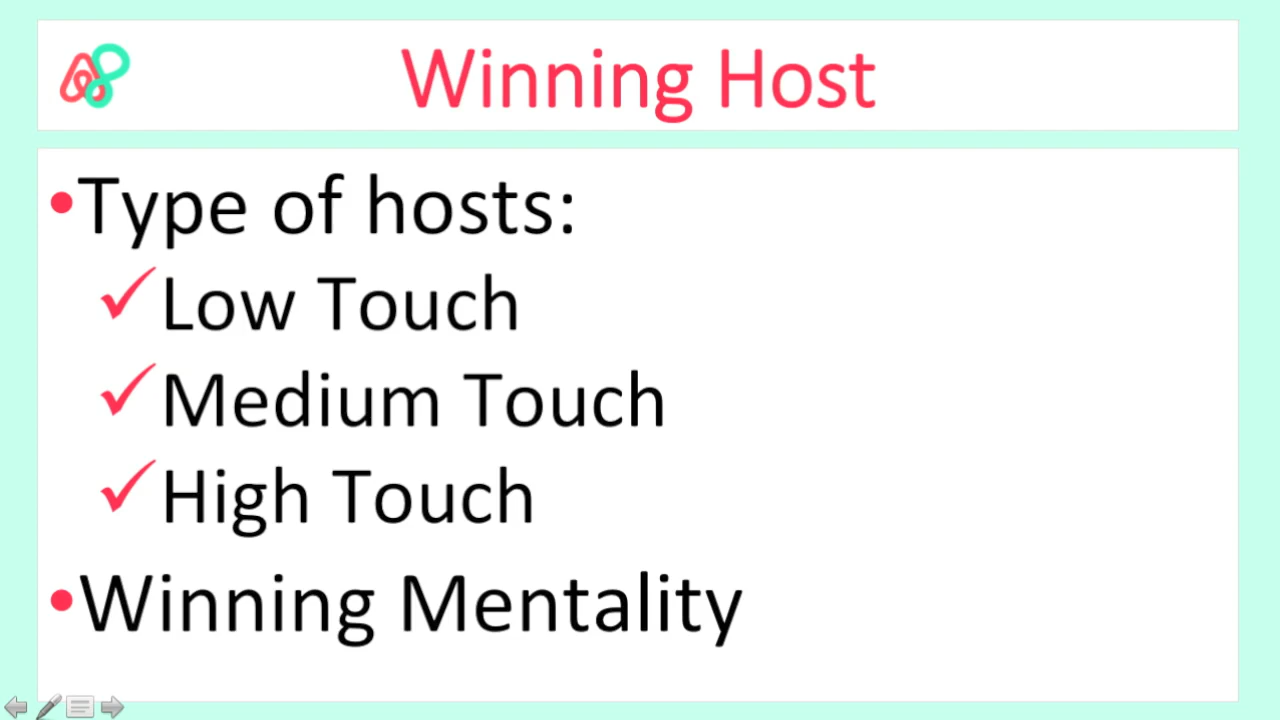 Winning Host
•Type of hosts:
✓Low Touch
✓Medium Touch
✓High Touch
•Winning Mentality